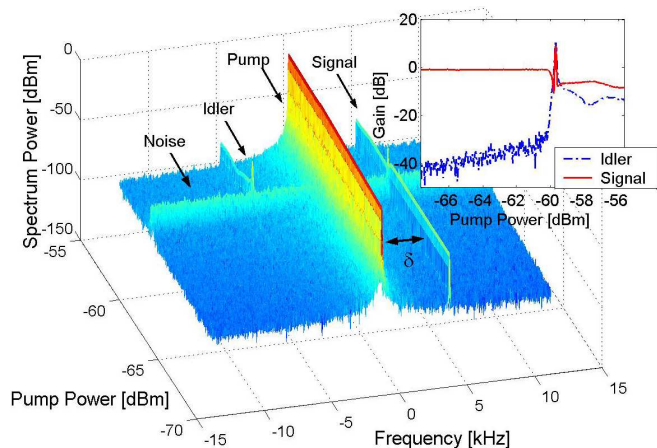 Spectrum Power [dBm]
0
-50
-100
-150
Pump
Signal
Idler
Noise
δ
-55
-60
-65
-70
Pump Power [dBm]
-15
-10
-5
0
5
10
15
Frequency [kHz]
Gain [dB]
20
0
-20
-40
-66 -64 -62 -60 -58 -56
Pump Power [dBm]
Idler
Signal